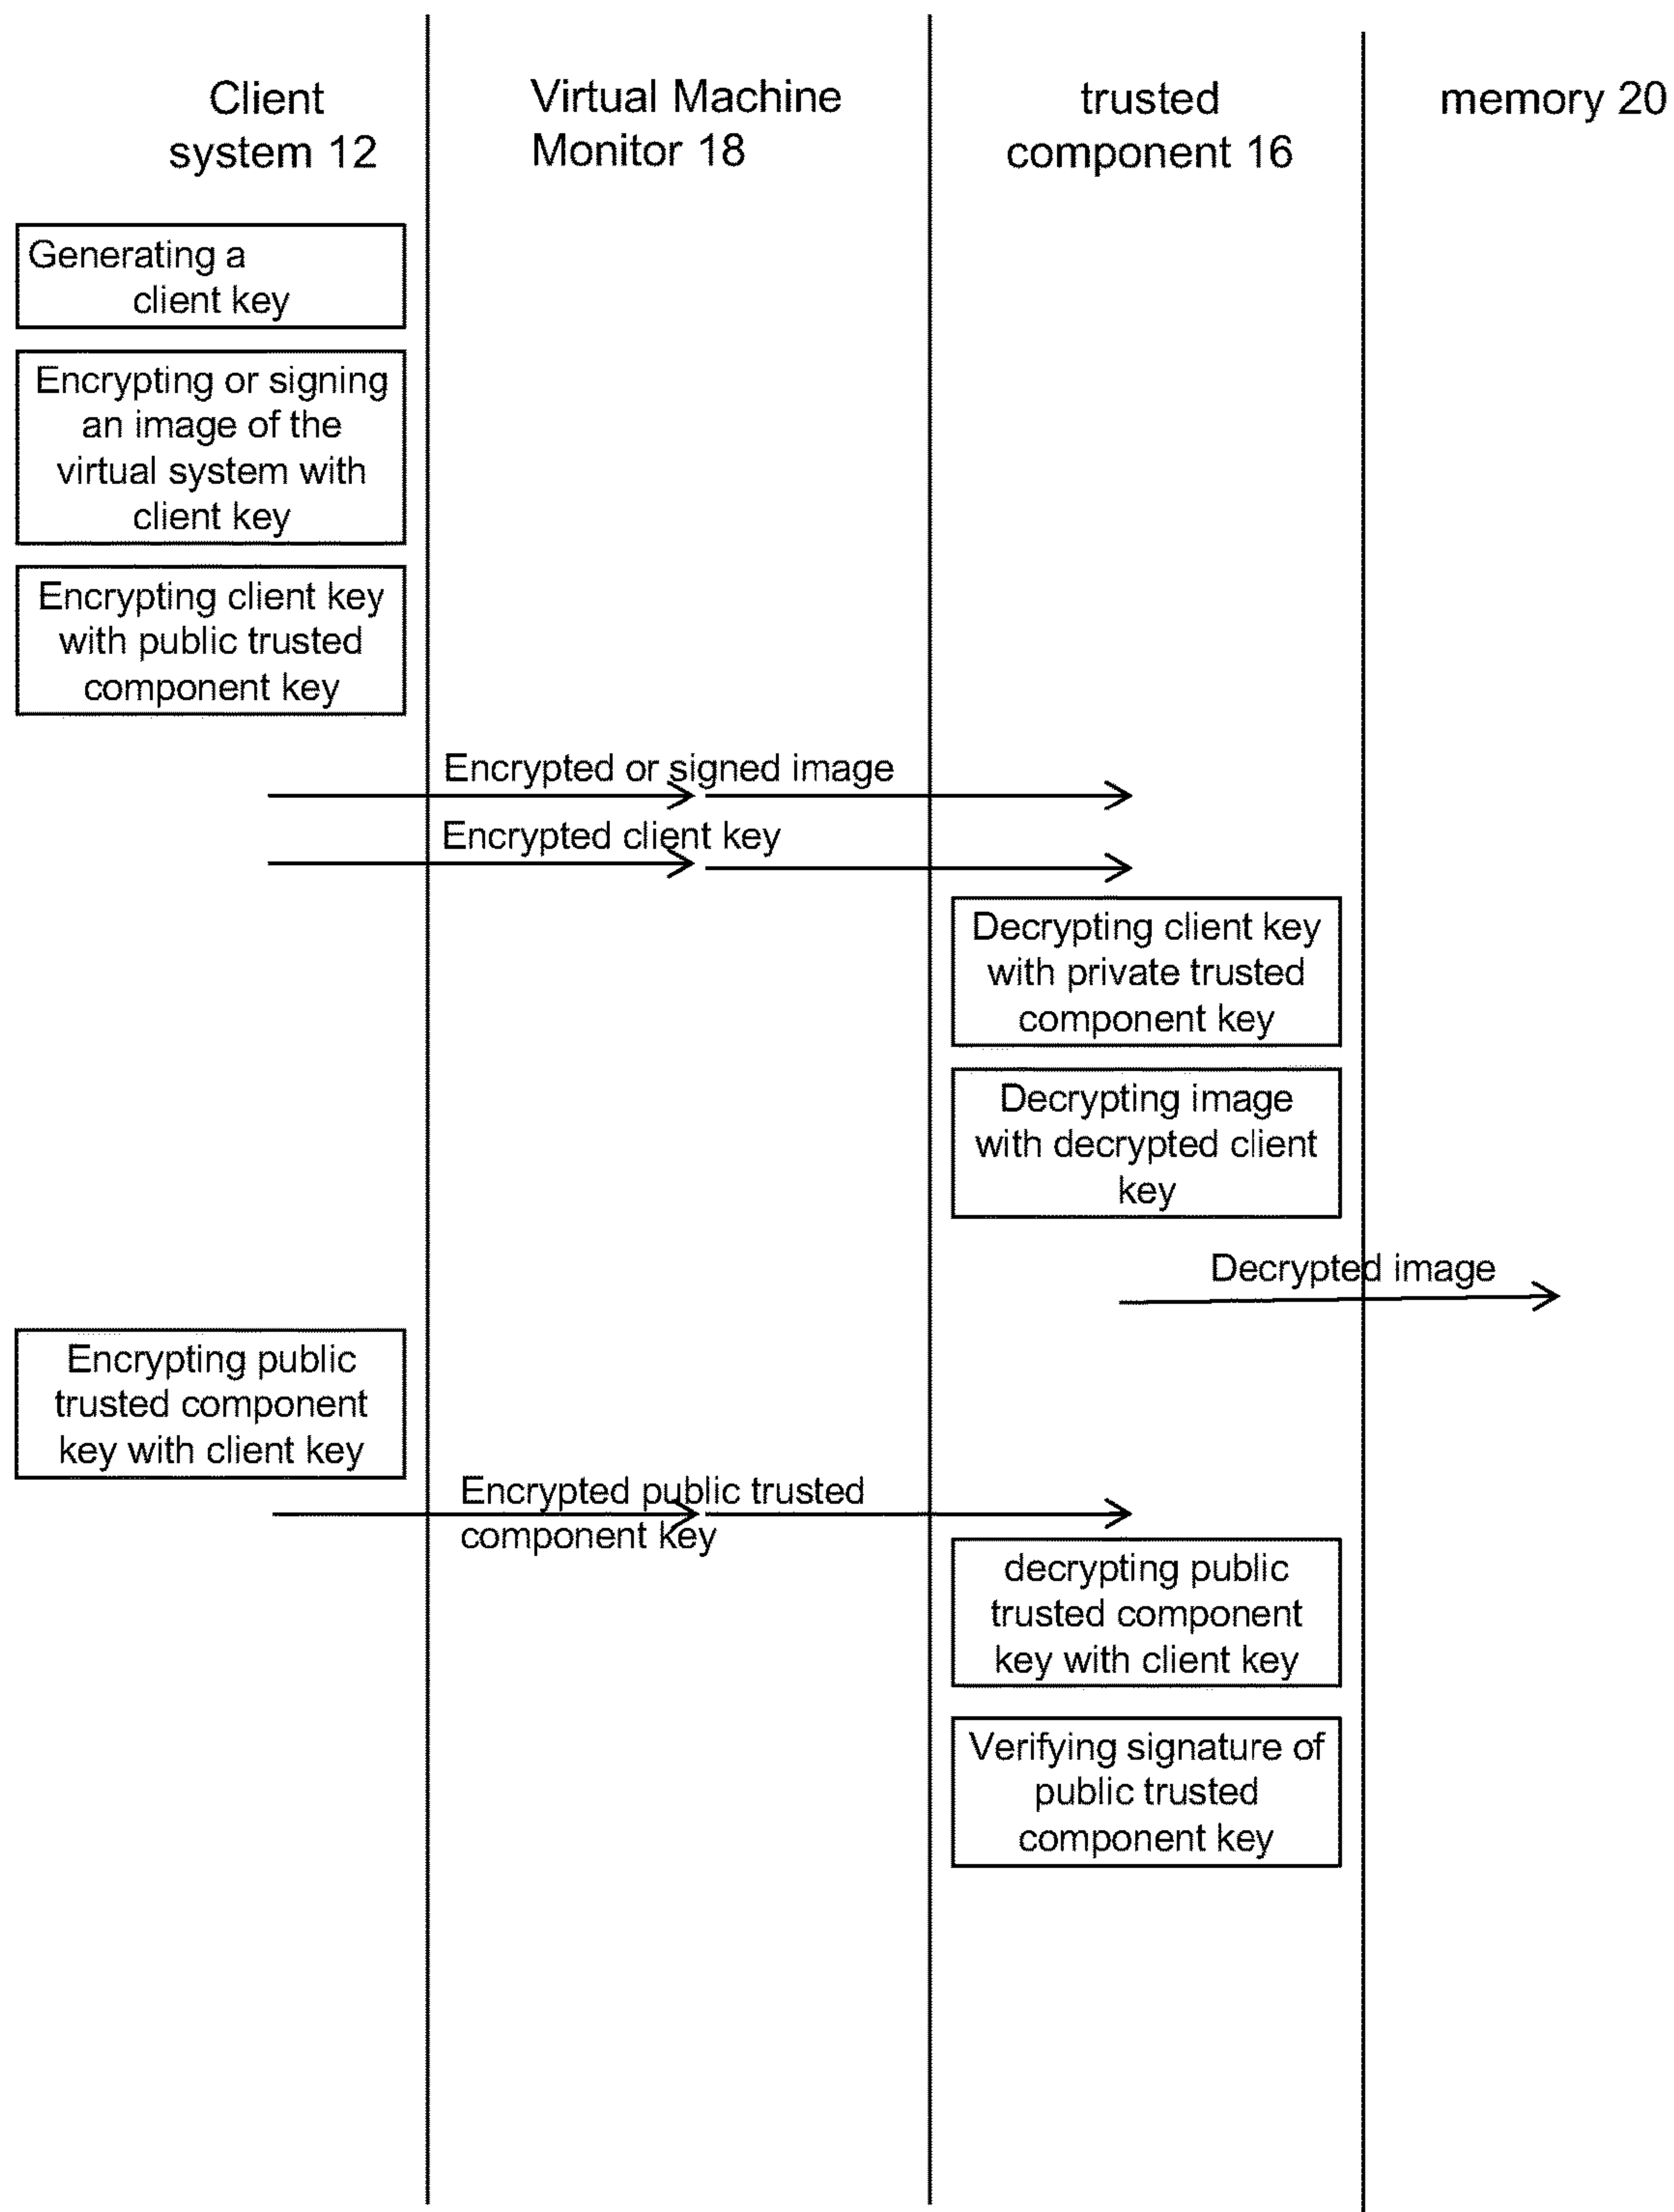 Client
system 12
Virtual Machine
Monitor 18
trusted
component 16
memory 20
Generating a
client key
Encrypting or signing
an image of the
virtual system with
client key
Encrypting client key
with public trusted
component key
Encrypted or signed image
Encrypted client key
Decrypting client key
with private trusted
component key
Decrypting image
with decrypted client
key
Decrypted image
Encrypting public
trusted component
key with client key
Encrypted public trusted
component key
decrypting public
trusted component
key with client key
Verifying signature of
public trusted
component key